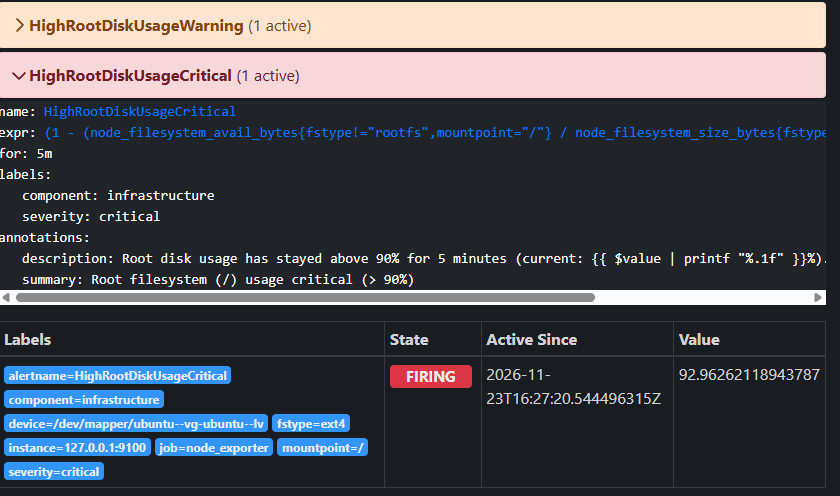 HighRootDiskUsageWarning (1 active)
HighRootDiskUsageCritical (1 active)
name: HighRootDiskUsageCritical
expr: (1 - (node_filesystem_avail_bytes{fstype!="rootfs",mountpoint="/"} / node_filesystem_size_bytes{fstype
for: 5m
labels:
component: infrastructure
severity: critical
annotations:
description: Root disk usage has stayed above 90% for 5 minutes (current: {{ $value | printf "%.1f" }}%).
summary: Root filesystem (/) usage critical (> 90%)
Labels State Active Since Value
alertname=HighRootDiskUsageCritical FIRING 2026-11- 92.96262118943787
component=infrastructure 23T16:27:20.544496315Z
device=/dev/mapper/ubuntu--vg-ubuntu--lv fstype=ext4
instance=127.0.0.1:9100 job=node_exporter mountpoint=/
severity=critical